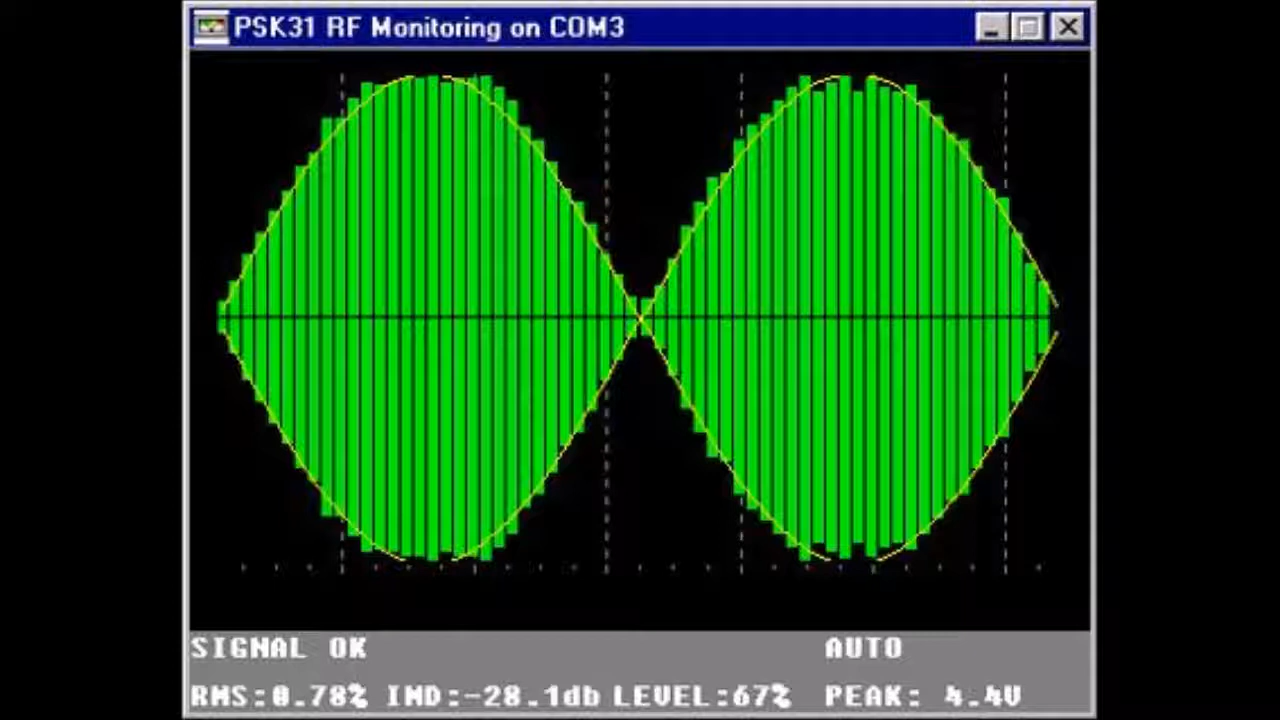 PSK31 RF Monitoring on COM3
SIGNAL OK AUTO
RMS:0.78% IMD:-28.1db LEVEL:67% PEAK: 4.4V